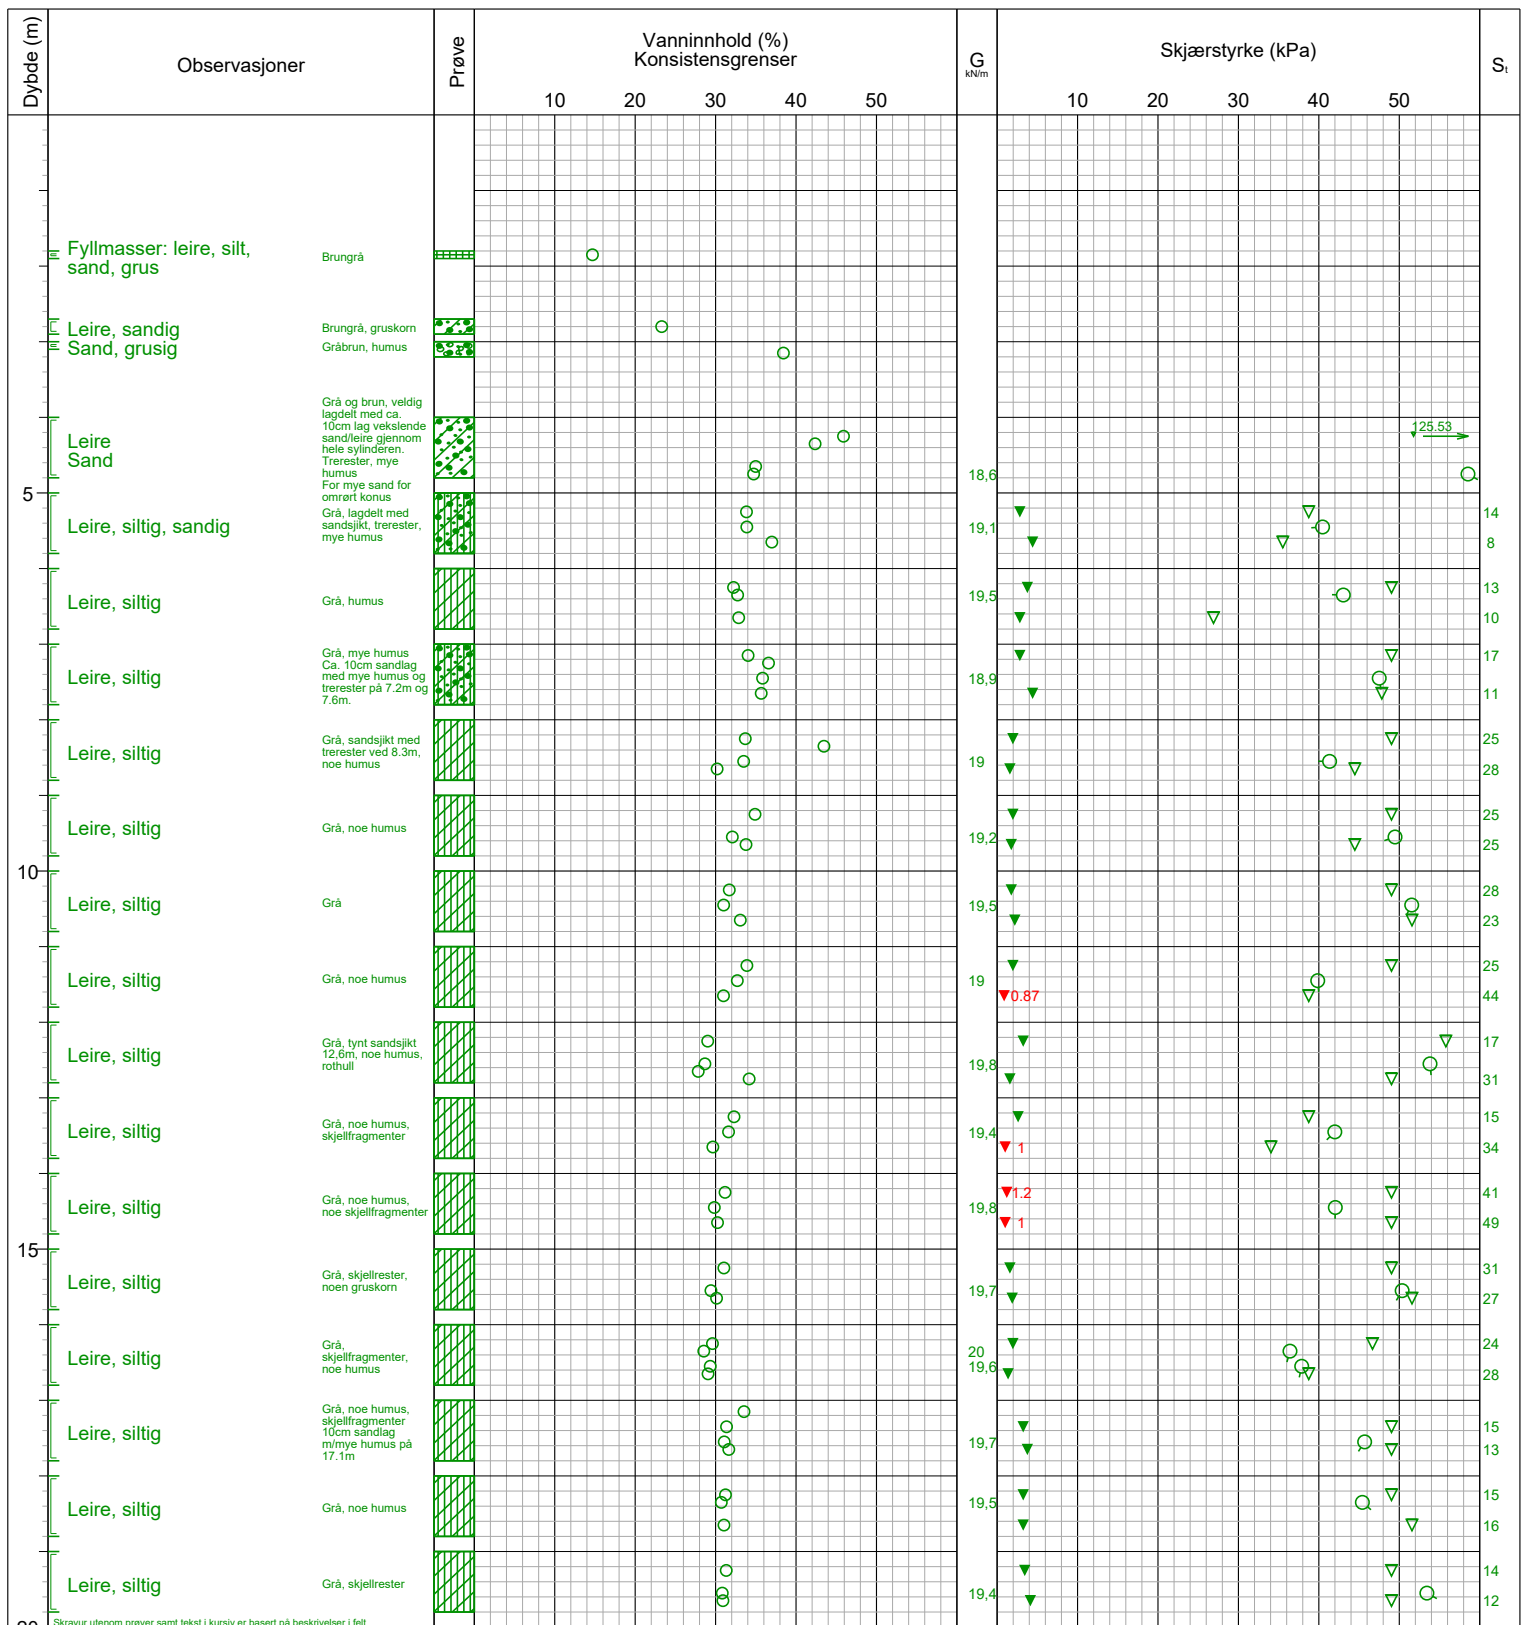 Dybde (m)
Observasjoner
Prøve
Vanninnhold (%)
Konsistensgrenser
10 20 30 40 50
G
kN/m
Skjærstyrke (kPa)
10 20 30 40 50
St
Fyllmasser: leire, silt,
sand, grus
Brungrå
Leire, sandig
Brungrå, gruskorn
Sand, grusig
Gråbrun, humus
Leire
Sand
Grå og brun, veldig
lagdelt med ca.
10cm lag vekslende
sand/leire gjennom
hele sylinderen.
Trerester, mye
humus
For mye sand for
omrørt konus
125.53
18,6
5
Leire, siltig, sandig
Grå, lagdelt med
sandsjikt, trerester,
mye humus
19,1
14
8
Leire, siltig
Grå, humus
19,5
13
10
Leire, siltig
Grå, mye humus
Ca. 10cm sandlag
med mye humus og
trerester på 7.2m og
7.6m.
18,9
17
11
Leire, siltig
Grå, sandsjikt med
trerester ved 8.3m,
noe humus
19
25
28
Leire, siltig
Grå, noe humus
19,2
25
25
10
Leire, siltig
Grå
19,5
28
23
Leire, siltig
Grå, noe humus
19
0.87
25
44
Leire, siltig
Grå, tynt sandsjikt
12,6m, noe humus,
rothull
19,8
17
31
Leire, siltig
Grå, noe humus,
skjellfragmenter
19,4
1
15
34
Leire, siltig
Grå, noe humus,
noe skjellfragmenter
19,8
1.2
1
41
49
15
Leire, siltig
Grå, skjellrester,
noen gruskorn
19,7
31
27
Leire, siltig
Grå,
skjellfragmenter,
noe humus
20
19,6
24
28
Leire, siltig
Grå, noe humus,
skjellfragmenter
10cm sandlag
m/mye humus på
17.1m
19,7
15
13
Leire, siltig
Grå, noe humus
19,5
15
16
Leire, siltig
Grå, skjellrester
19,4
14
12
20
Skravur utenom prøver samt tekst i kursiv er basert på beskrivelser i felt